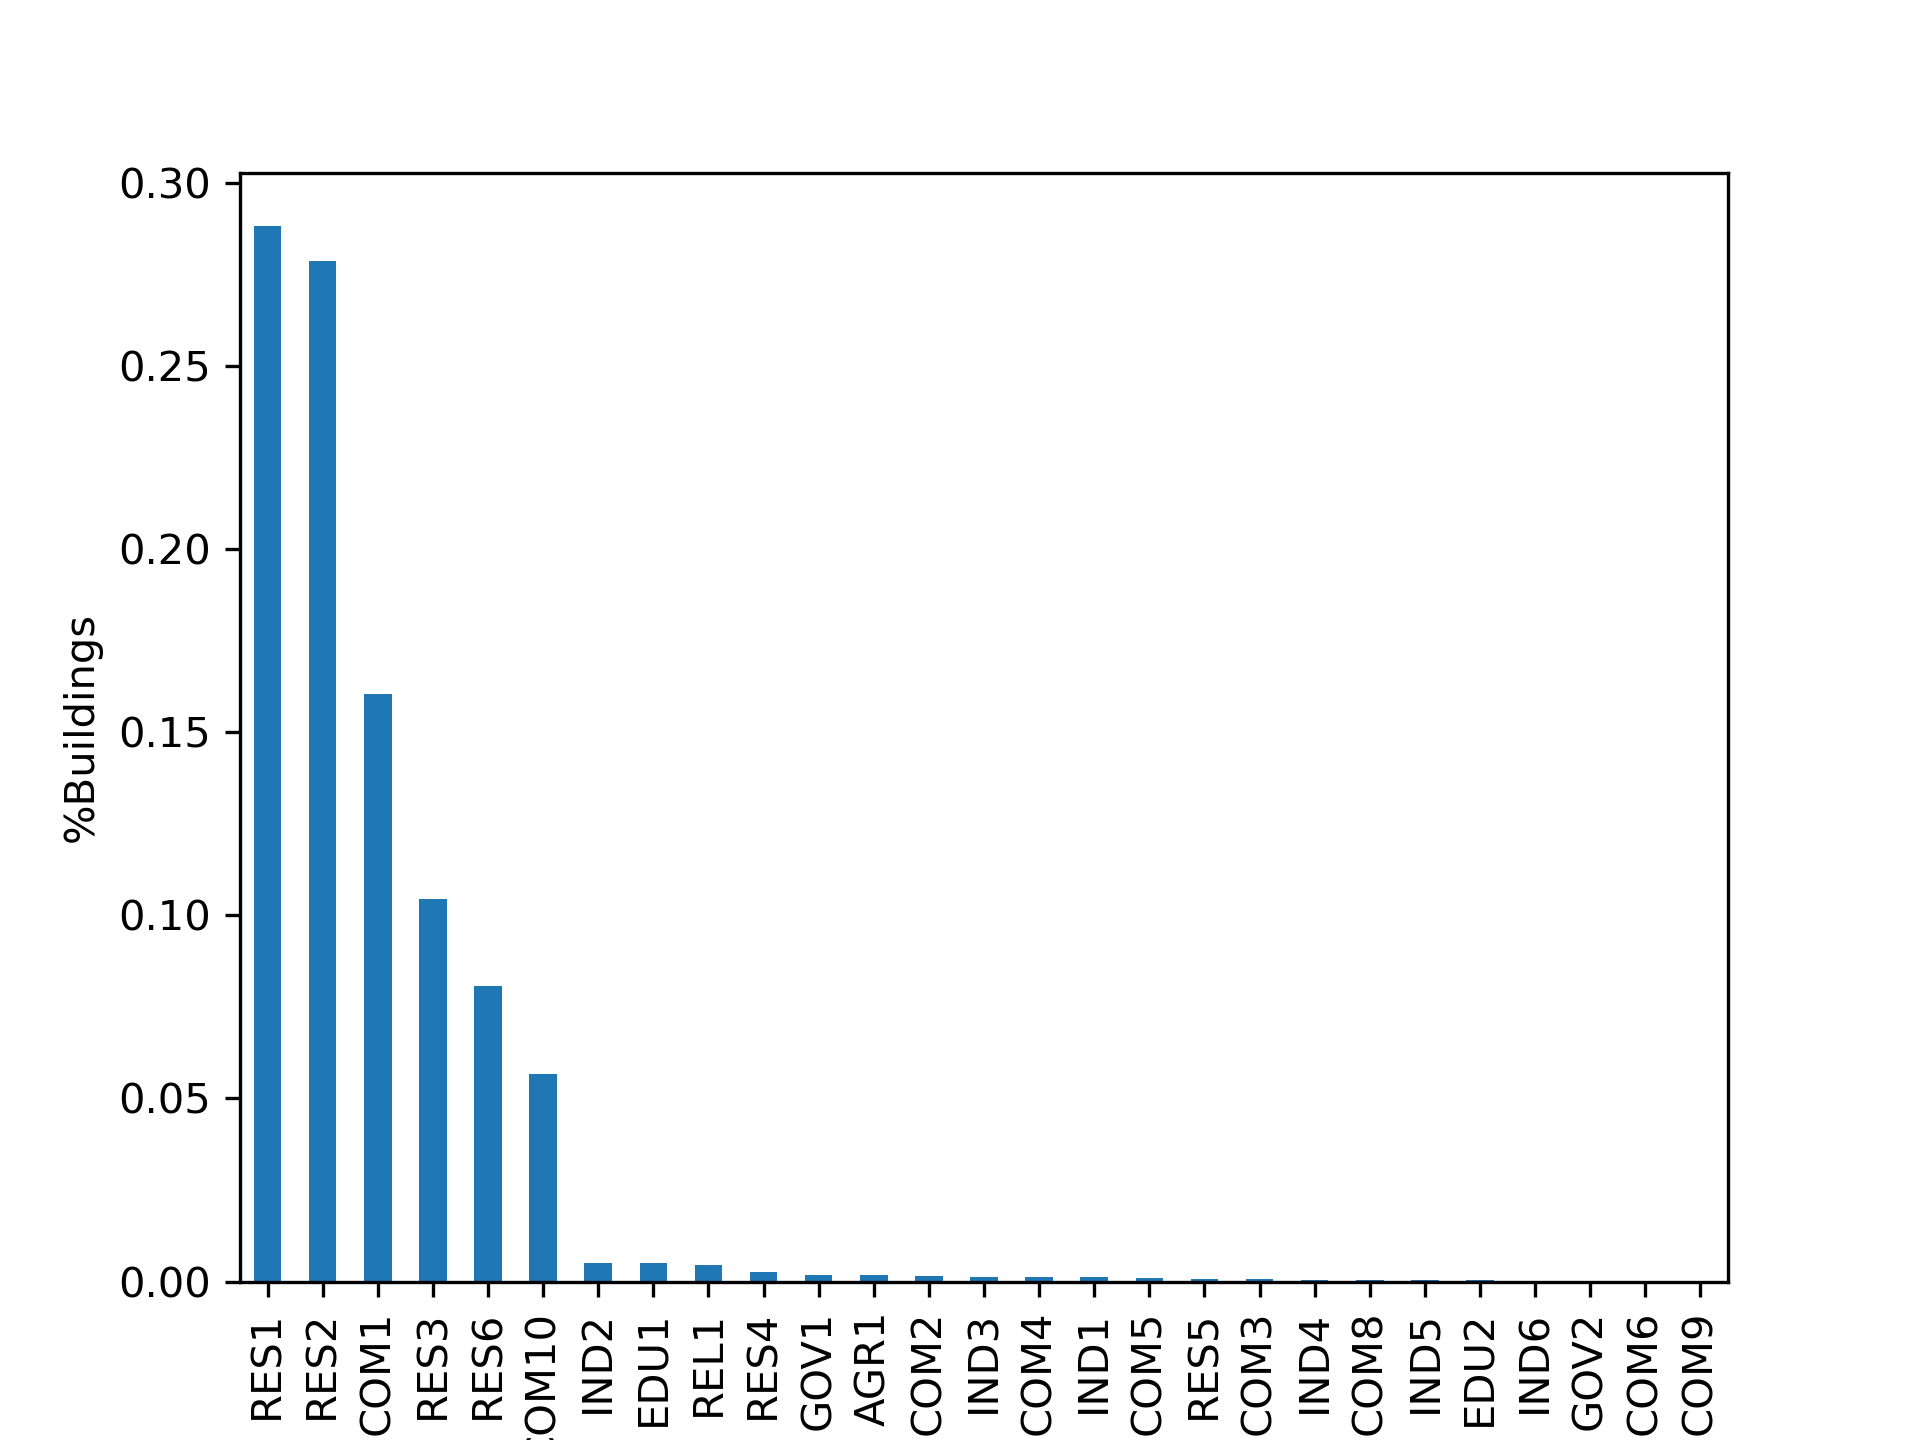 %Buildings
0.30
0.25
0.20
0.15
0.10
0.05
0.00
RES1
RES2
COM1
RES3
RES6
COM10
IND2
EDU1
REL1
RES4
GOV1
AGR1
COM2
IND3
COM4
IND1
COM5
RES5
COM3
IND4
COM8
IND5
EDU2
IND6
GOV2
COM6
COM9